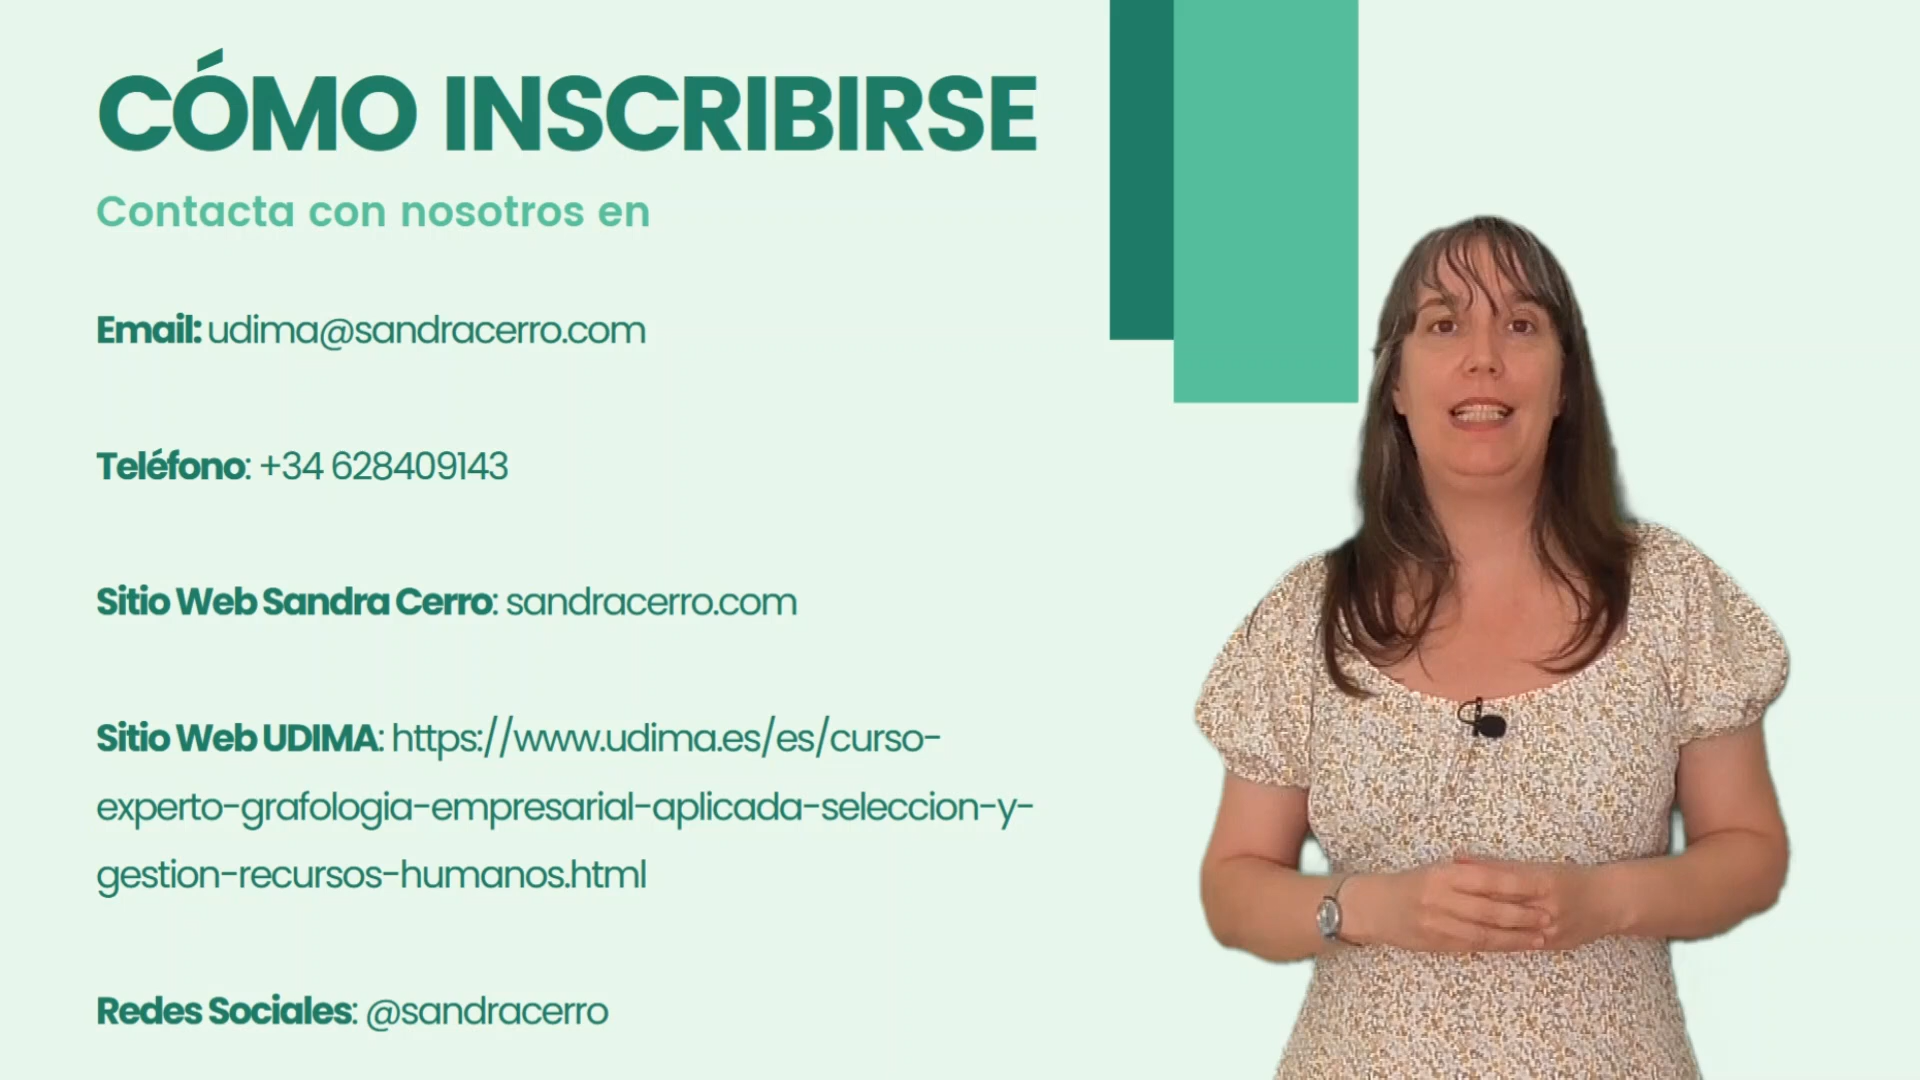 CÓMO INSCRIBIRSE
Contacta con nosotros en
Email: udima@sandracerro.com
Teléfono: +34 628409143
Sitio Web Sandra Cerro: sandracerro.com
Sitio Web UDIMA: https://www.udima.es/es/curso-
experto-grafologia-empresarial-aplicada-seleccion-y-
gestion-recursos-humanos.html
Redes Sociales: @sandracerro